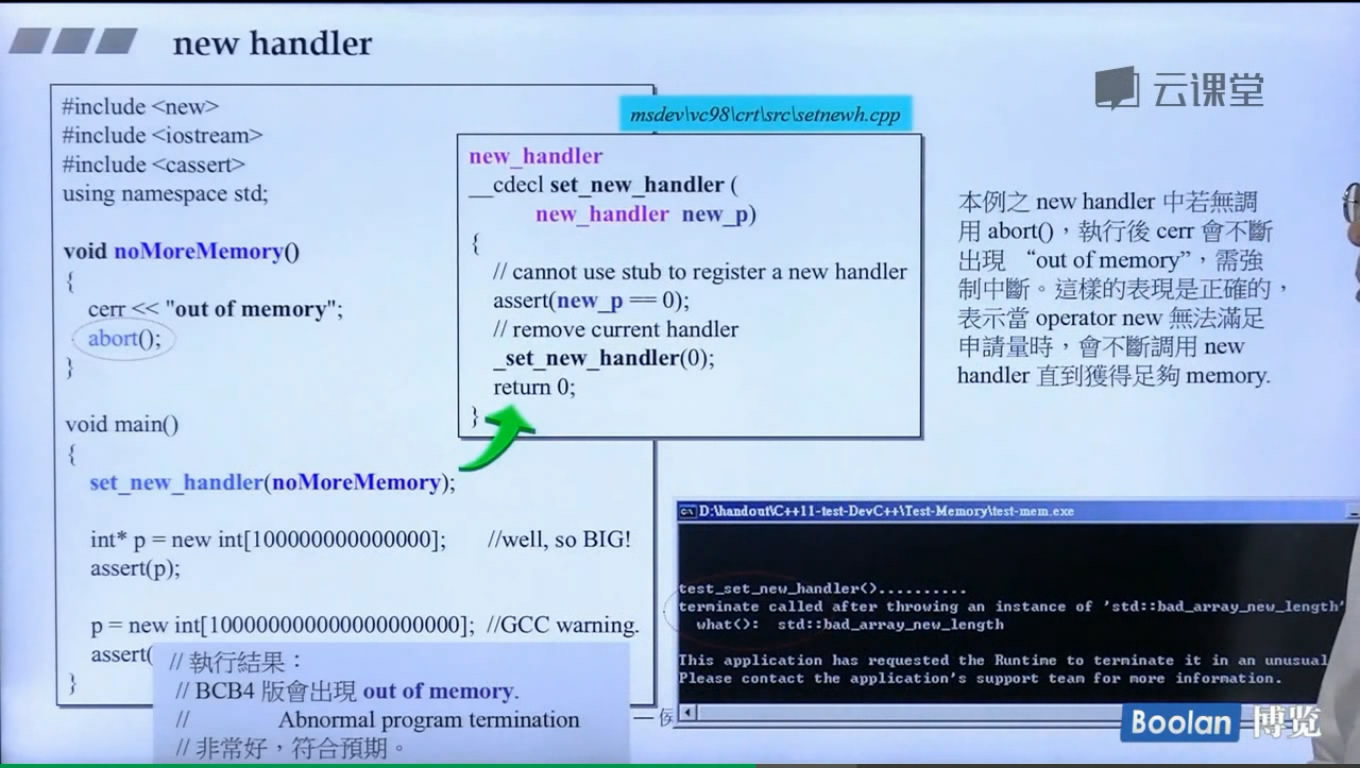 new handler
云课堂
#include <new>
#include <iostream>
#include <cassert>
using namespace std;
void noMoreMemory()
{
cerr << "out of memory";
abort();
}
void main()
{
set_new_handler(noMoreMemory);
int* p = new int[100000000000000]; //well, so BIG!
assert(p);
p = new int[100000000000000000000]; //GCC warning.
assert(
}
// 執行結果：
// BCB4 版會出現 out of memory.
// Abnormal program termination
// 非常好，符合預期。
msdev\vc98\crt\src\setnewh.cpp
new_handler
__cdecl set_new_handler (
new_handler new_p)
{
// cannot use stub to register a new handler
assert(new_p == 0);
// remove current handler
_set_new_handler(0);
return 0;
}
本例之 new handler 中若無調
用 abort()，執行後 cerr 會不斷
出現 “out of memory”，需強
制中斷。這樣的表現是正確的，
表示當 operator new 無法滿足
申請量時，會不斷調用 new
handler 直到獲得足夠 memory.
D:\handout\C++11-test-DevC++\Test-Memory\test-mem.exe
test_set_new_handler()..........
terminate called after throwing an instance of 'std::bad_array_new_length'
what(): std::bad_array_new_length
This application has requested the Runtime to terminate it in an unusual
Please contact the application's support team for more information.
— 侯
Boolan 博览